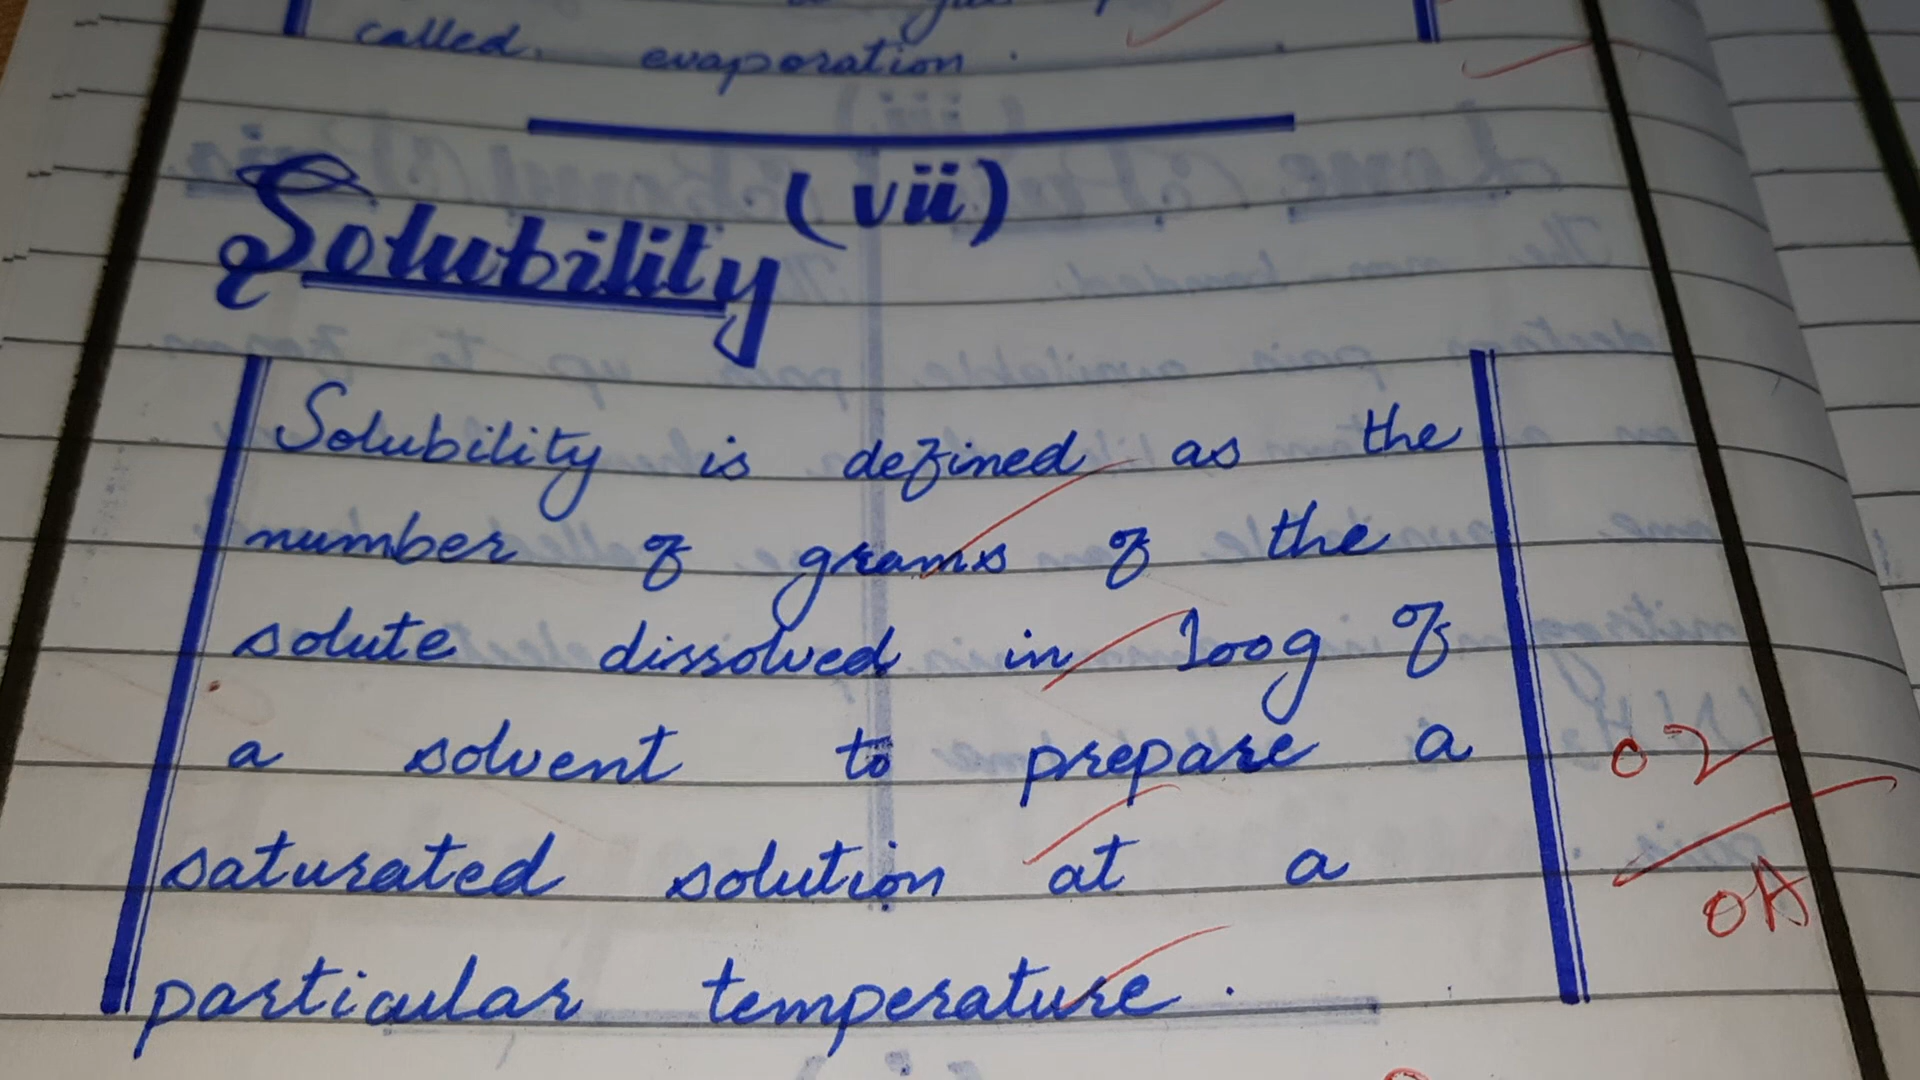 called evaporation.
(vii)
Solubility
Solubility is defined as the
number of grams of the
solute dissolved in 100g of
a solvent to prepare a
saturated solution at a
particular temperature.
02